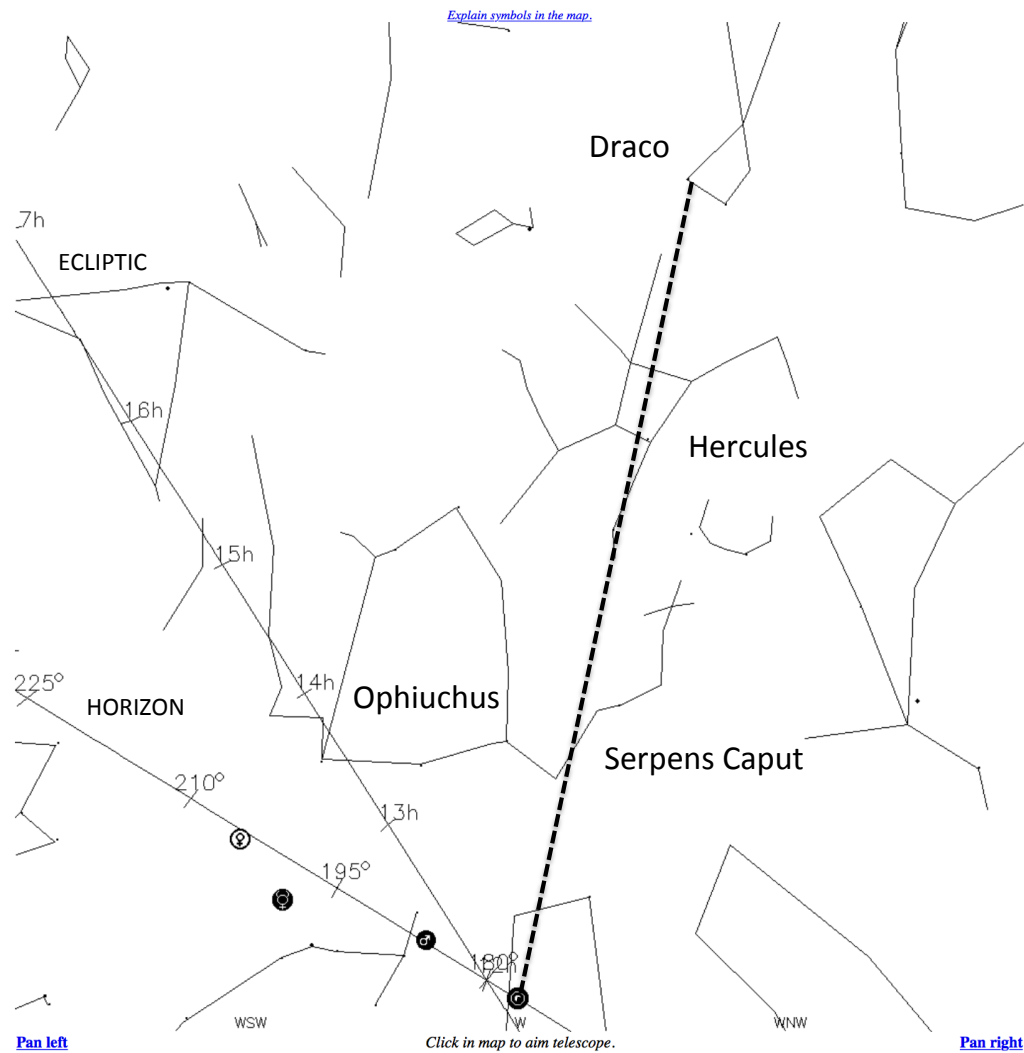 Explain symbols in the map.
Draco
7h
ECLIPTIC
16h
Hercules
15h
14h
Ophiuchus
225°
HORIZON
Serpens Caput
210°
13h
195°
WSW
W
WNW
Pan left
Click in map to aim telescope.
Pan right